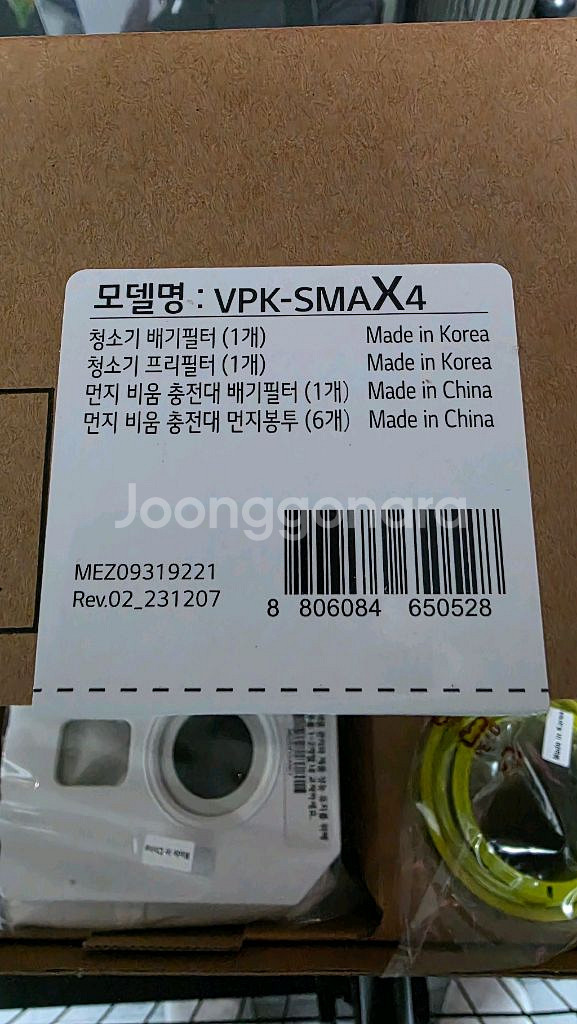 모델명 : VPK-SMAX4
청소기 배기필터 (1개) Made in Korea
청소기 프리필터 (1개) Made in Korea
먼지 비움 충전대 배기필터 (1개) Made in China
먼지 비움 충전대 먼지봉투 (6개) Made in China
Joonggonara
MEZ09319221
Rev.02_231207
8 806084 650528
Made in China